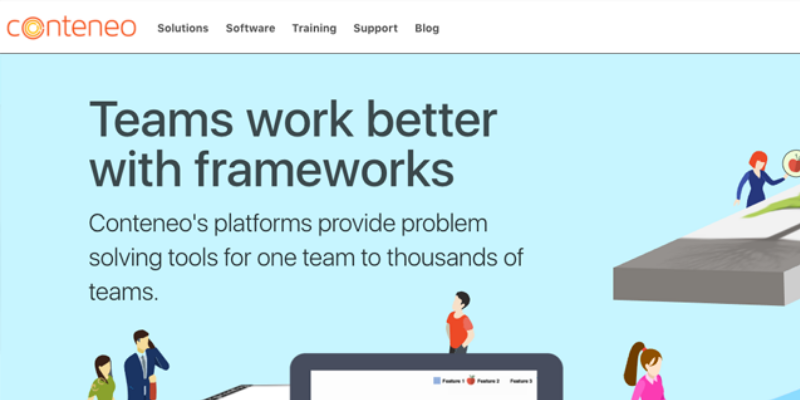 conteneo Solutions Software Training Support Blog
Teams work better
with frameworks
Conteneo's platforms provide problem
solving tools for one team to thousands of
teams.
Feature 1 Feature 2 Feature 3